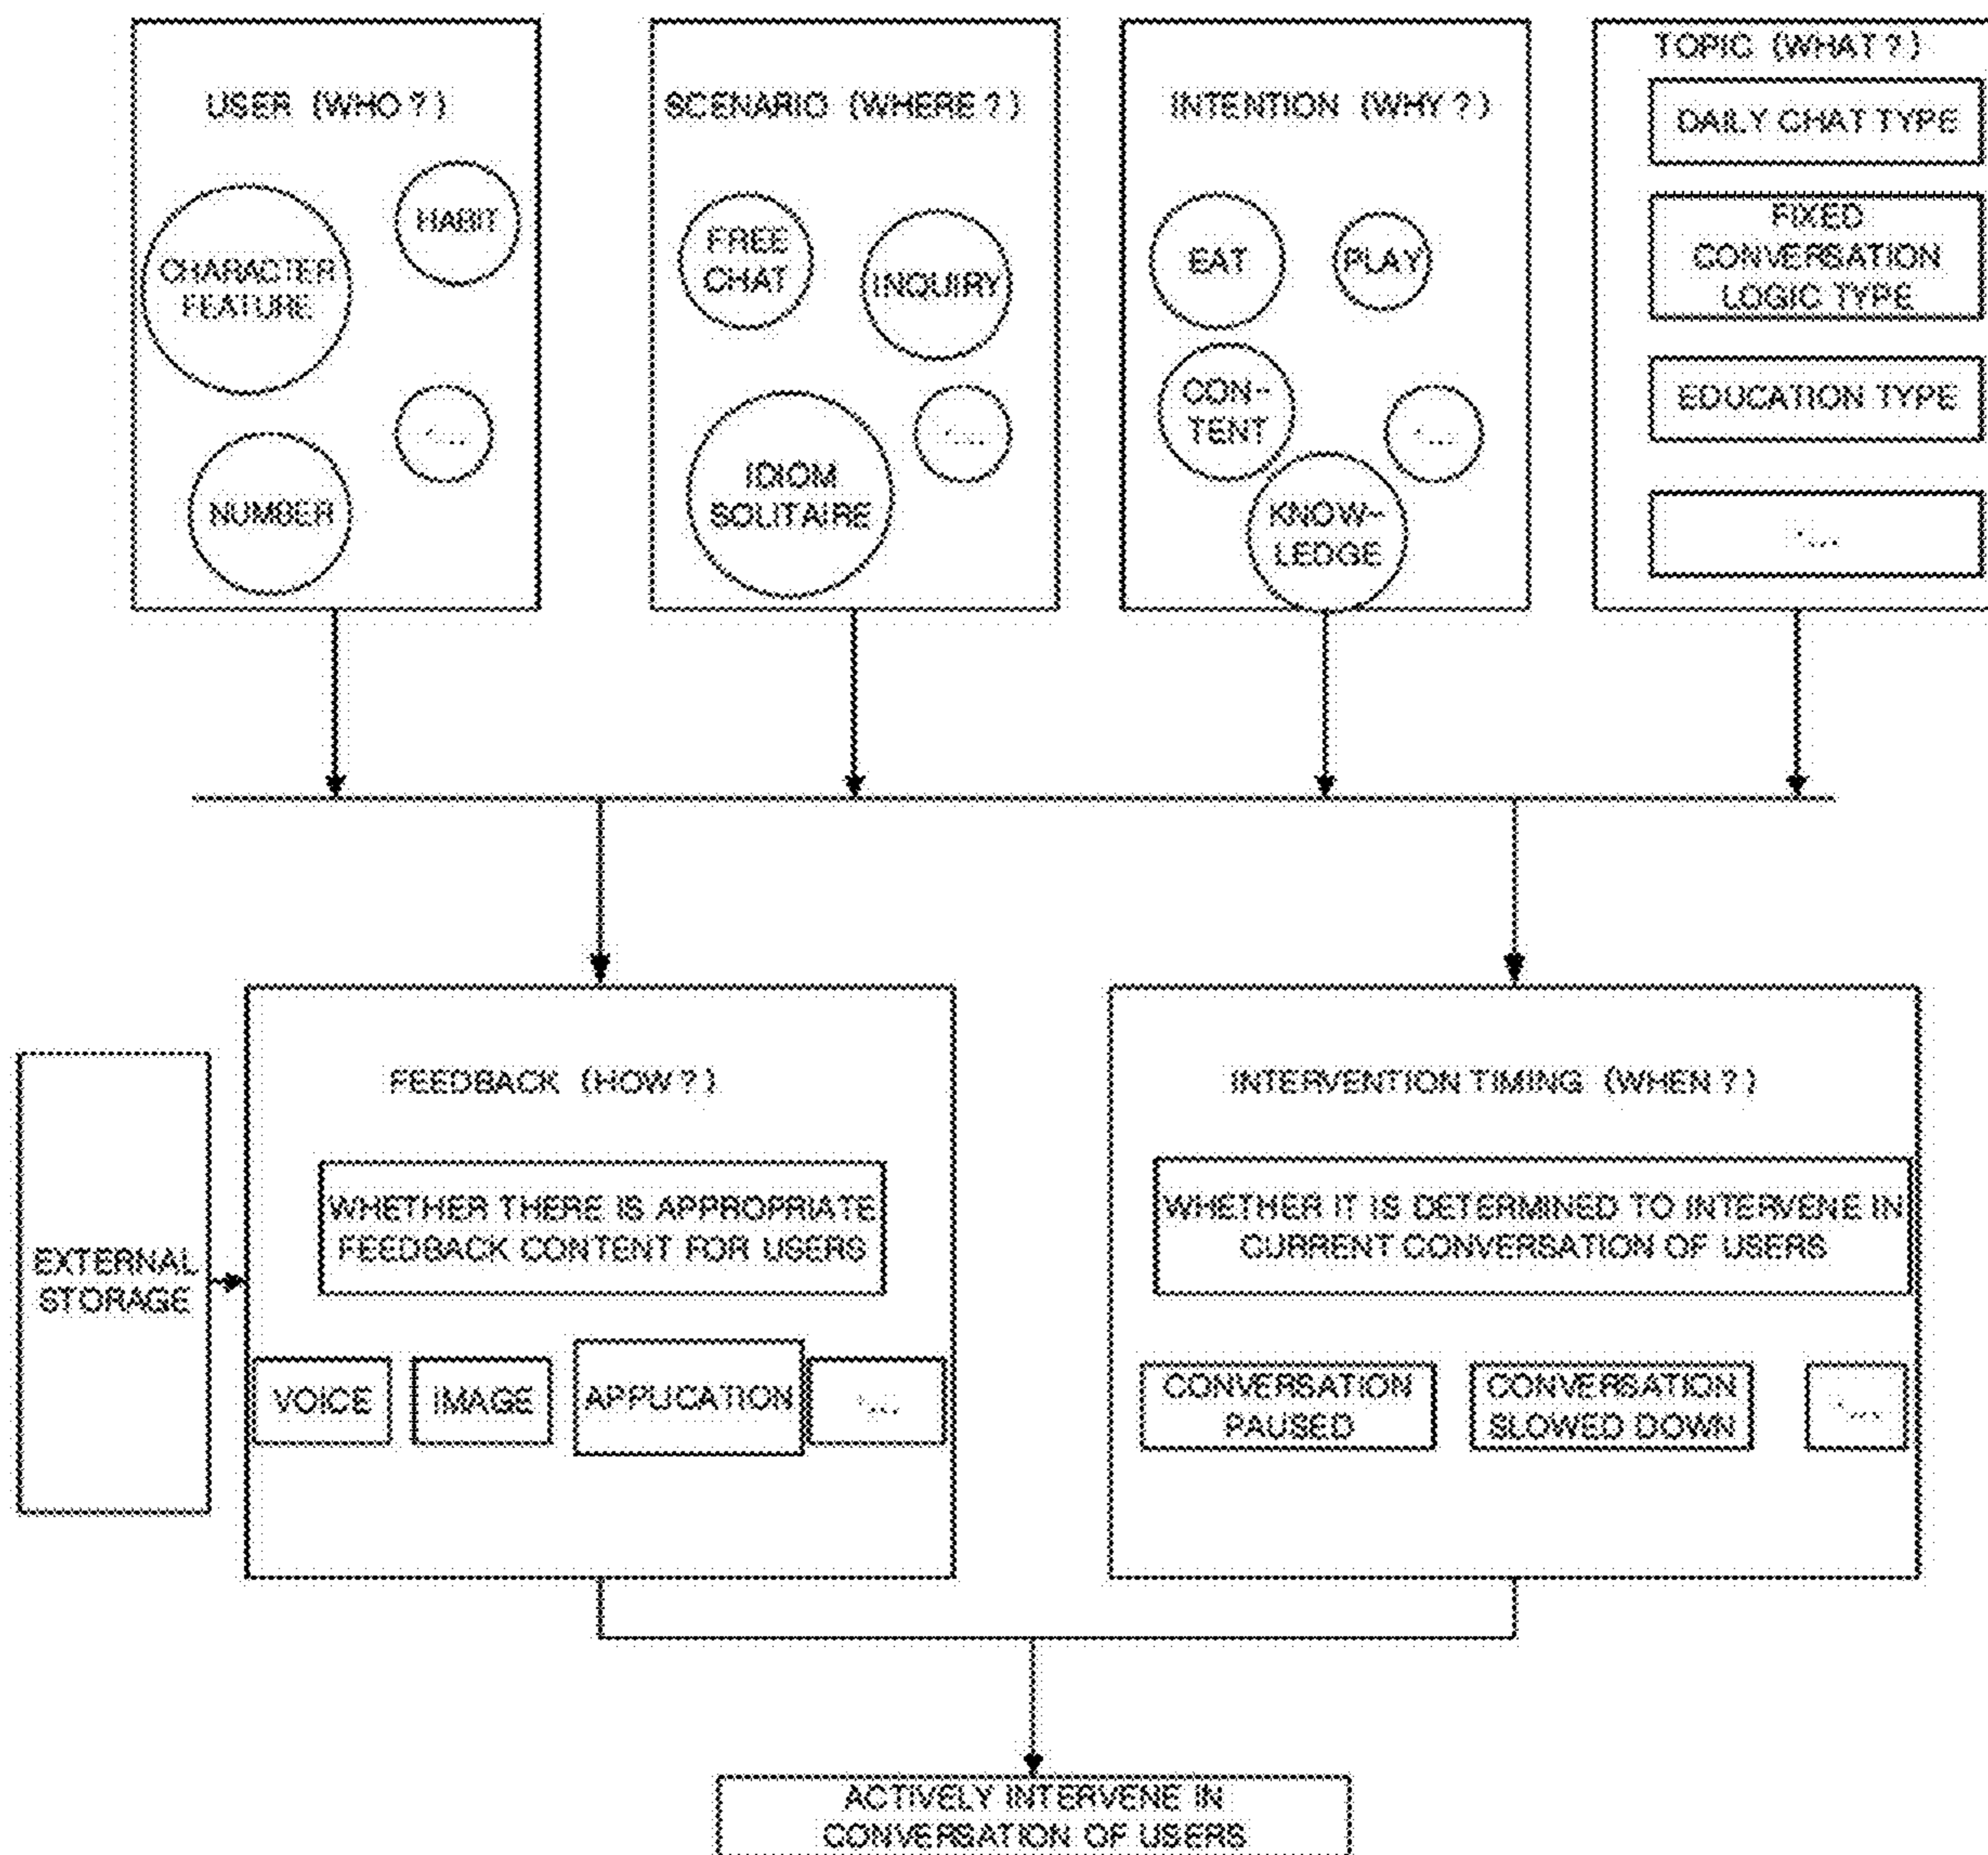 USER (WHO?)
CHARACTER
FEATURE
HABIT
NUMBER
...
SCENARIO (WHERE?)
FREE
CHAT
INQUIRY
IDIOM
SOLITAIRE
...
INTENTION (WHY?)
EAT
PLAY
CON-
TENT
...
KNOW-
LEDGE
TOPIC (WHAT?)
DAILY CHAT TYPE
FIXED
CONVERSATION
LOGIC TYPE
EDUCATION TYPE
...
EXTERNAL
STORAGE
FEEDBACK (HOW?)
WHETHER THERE IS APPROPRIATE
FEEDBACK CONTENT FOR USERS
VOICE
IMAGE
APPLICATION
...
INTERVENTION TIMING (WHEN?)
WHETHER IT IS DETERMINED TO INTERVENE IN
CURRENT CONVERSATION OF USERS
CONVERSATION
PAUSED
CONVERSATION
SLOWED DOWN
...
ACTIVELY INTERVENE IN
CONVERSATION OF USERS